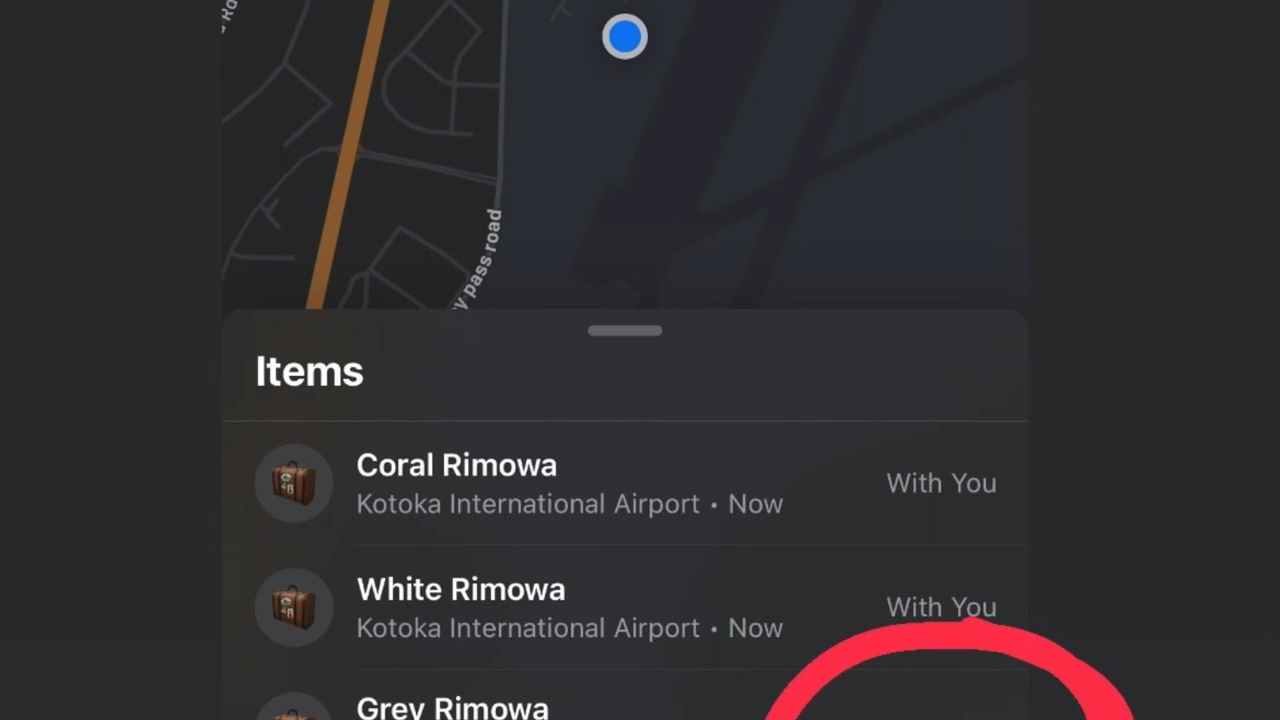 Ro
y pass road
Items
Coral Rimowa
Kotoka International Airport • Now
With You
White Rimowa
Kotoka International Airport • Now
With You
Grey Rimowa